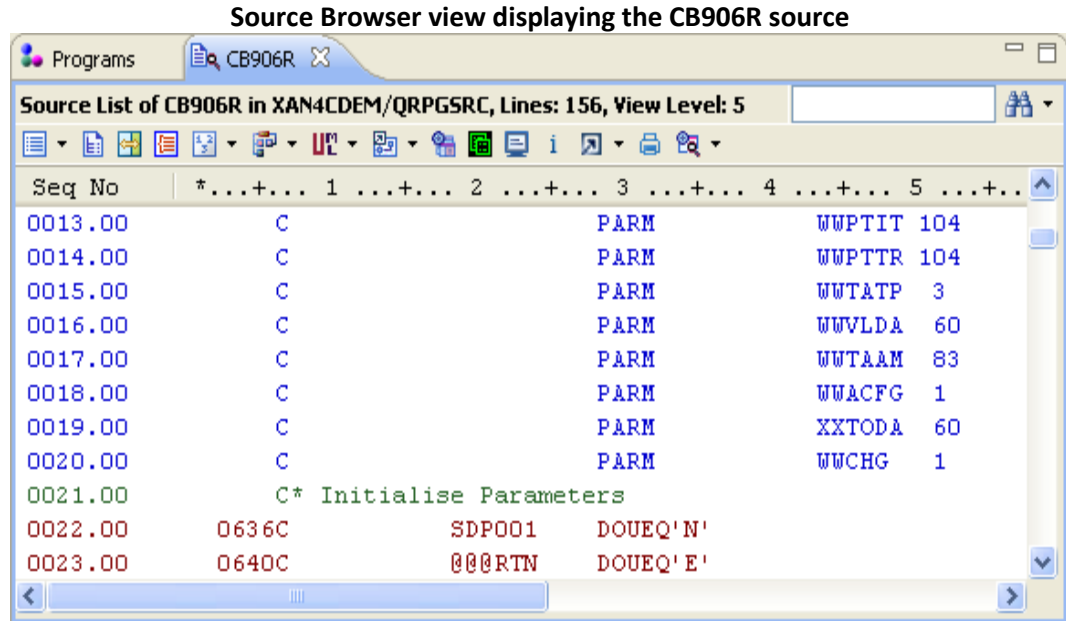 Source Browser view displaying the CB906R source
Programs CB906R
Source List of CB906R in XAN4CDEM/QRPGSRC, Lines: 156, View Level: 5
Seq No *...+... 1 ...+... 2 ...+... 3 ...+... 4 ...+... 5 ...+..
0013.00 C PARM WWPTIT 104
0014.00 C PARM WWPTTR 104
0015.00 C PARM WWTATP 3
0016.00 C PARM WWVLDA 60
0017.00 C PARM WWTAAM 83
0018.00 C PARM WWACFG 1
0019.00 C PARM XXTODA 60
0020.00 C PARM WWCHG 1
0021.00 C* Initialise Parameters
0022.00 0636C SDP001 DOUEQ'N'
0023.00 0640C @@@RTN DOUEQ'E'